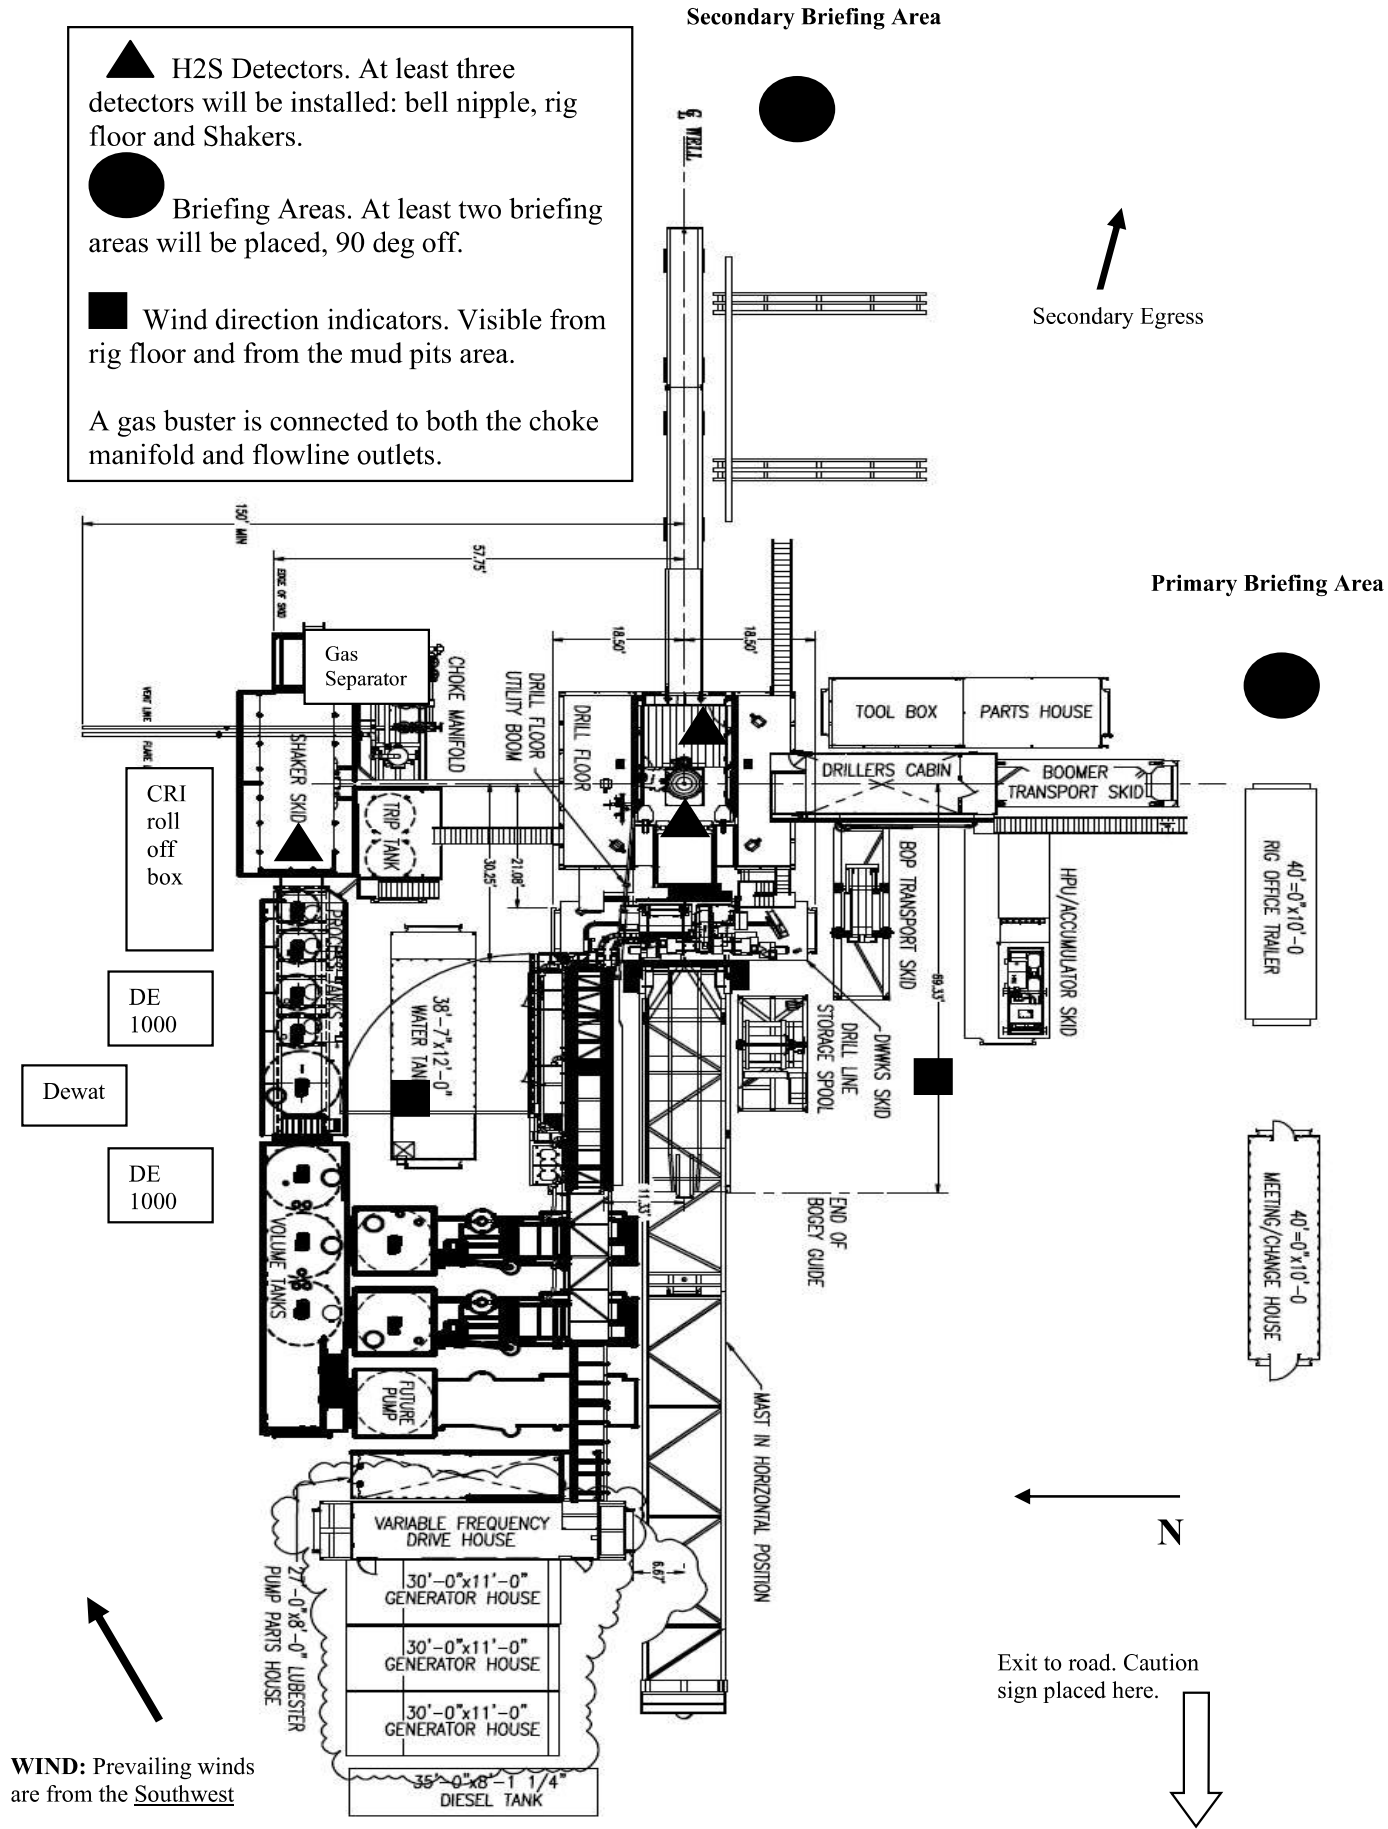 Secondary Briefing Area
H2S Detectors. At least three
detectors will be installed: bell nipple, rig
floor and Shakers.
Briefing Areas. At least two briefing
areas will be placed, 90 deg off.
Wind direction indicators. Visible from
rig floor and from the mud pits area.
A gas buster is connected to both the choke
manifold and flowline outlets.
WELL
Secondary Egress
150' MIN
57.75'
EDGE OF SKID
Primary Briefing Area
18.50'
18.50'
Gas
Separator
CHOKE MANIFOLD
DRILL FLOOR
UTILITY BOOM
DRILL FLOOR
TOOL BOX
PARTS HOUSE
VENT LINE
SHAKER SKID
DRILLERS CABIN
BOOMER
TRANSPORT SKID
CRI
roll
off
box
TRIP TANK
30.25'
21.08'
BOP TRANSPORT SKID
HPU/ACCUMULATOR SKID
40'=0"x10'-0
RIG OFFICE TRAILER
PROCESS TANKS
DE
1000
38'-7"x12'-0"
WATER
69.33'
DRILL LINE
STORAGE SPOOL
DWWKS SKID
Dewat
DE
1000
VOLUME TANKS
11.33'
END OF
BOGEY GUIDE
40'=0"x10'-0
MEETING/CHANGE HOUSE
FUTURE
PUMP
MAST IN HORIZONTAL POSITION
N
VARIABLE FREQUENCY
DRIVE HOUSE
6.67'
27'-0"x8'-0" LUBESTER
PUMP PARTS HOUSE
30'-0"x11'-0"
GENERATOR HOUSE
30'-0"x11'-0"
GENERATOR HOUSE
30'-0"x11'-0"
GENERATOR HOUSE
Exit to road. Caution
sign placed here.
WIND: Prevailing winds
are from the Southwest
35'-0"x8'-1 1/4"
DIESEL TANK